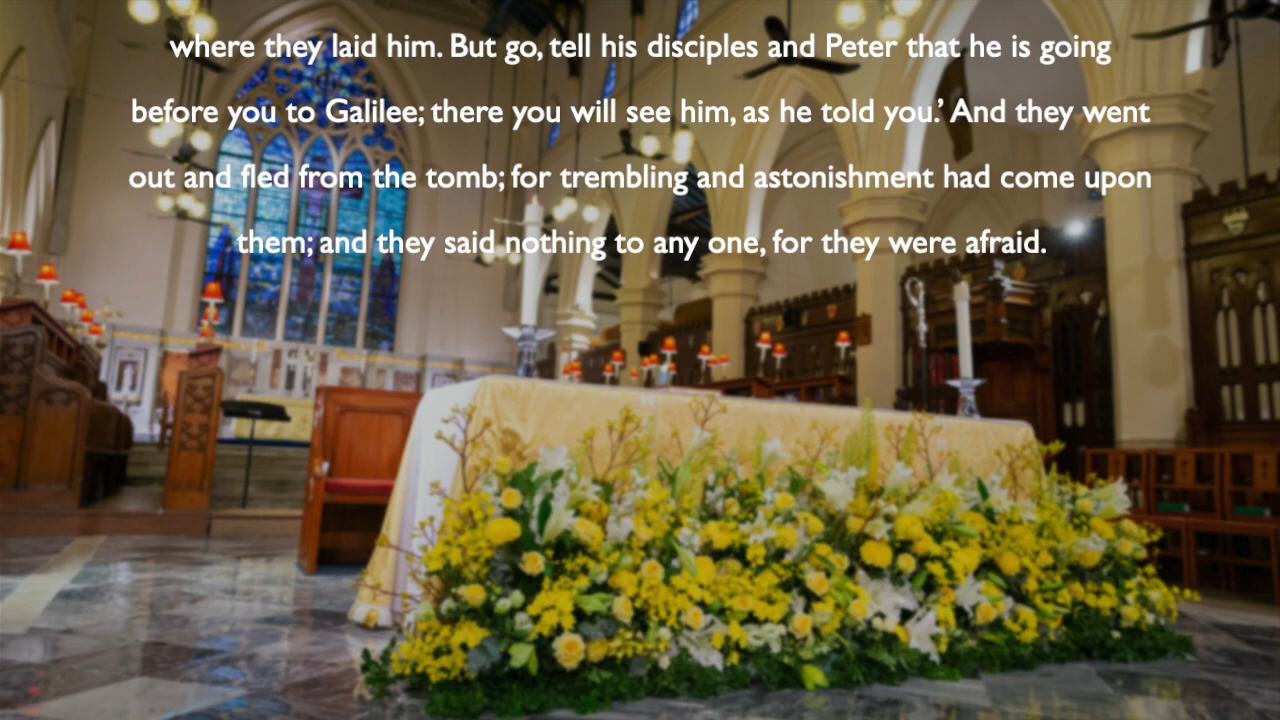 where they laid him. But go, tell his disciples and Peter that he is going
before you to Galilee; there you will see him, as he told you.’ And they went
out and fled from the tomb; for trembling and astonishment had come upon
them; and they said nothing to any one, for they were afraid.